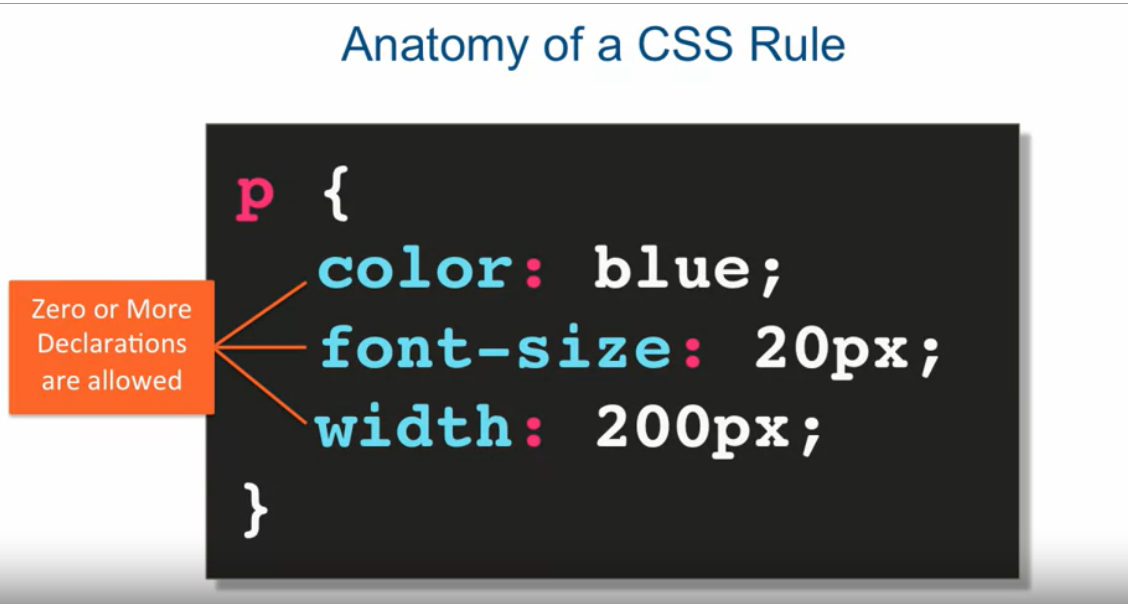 Anatomy of a CSS Rule
p {
color: blue;
Zero or More
Declarations
are allowed
font-size: 20px;
width: 200px;
}